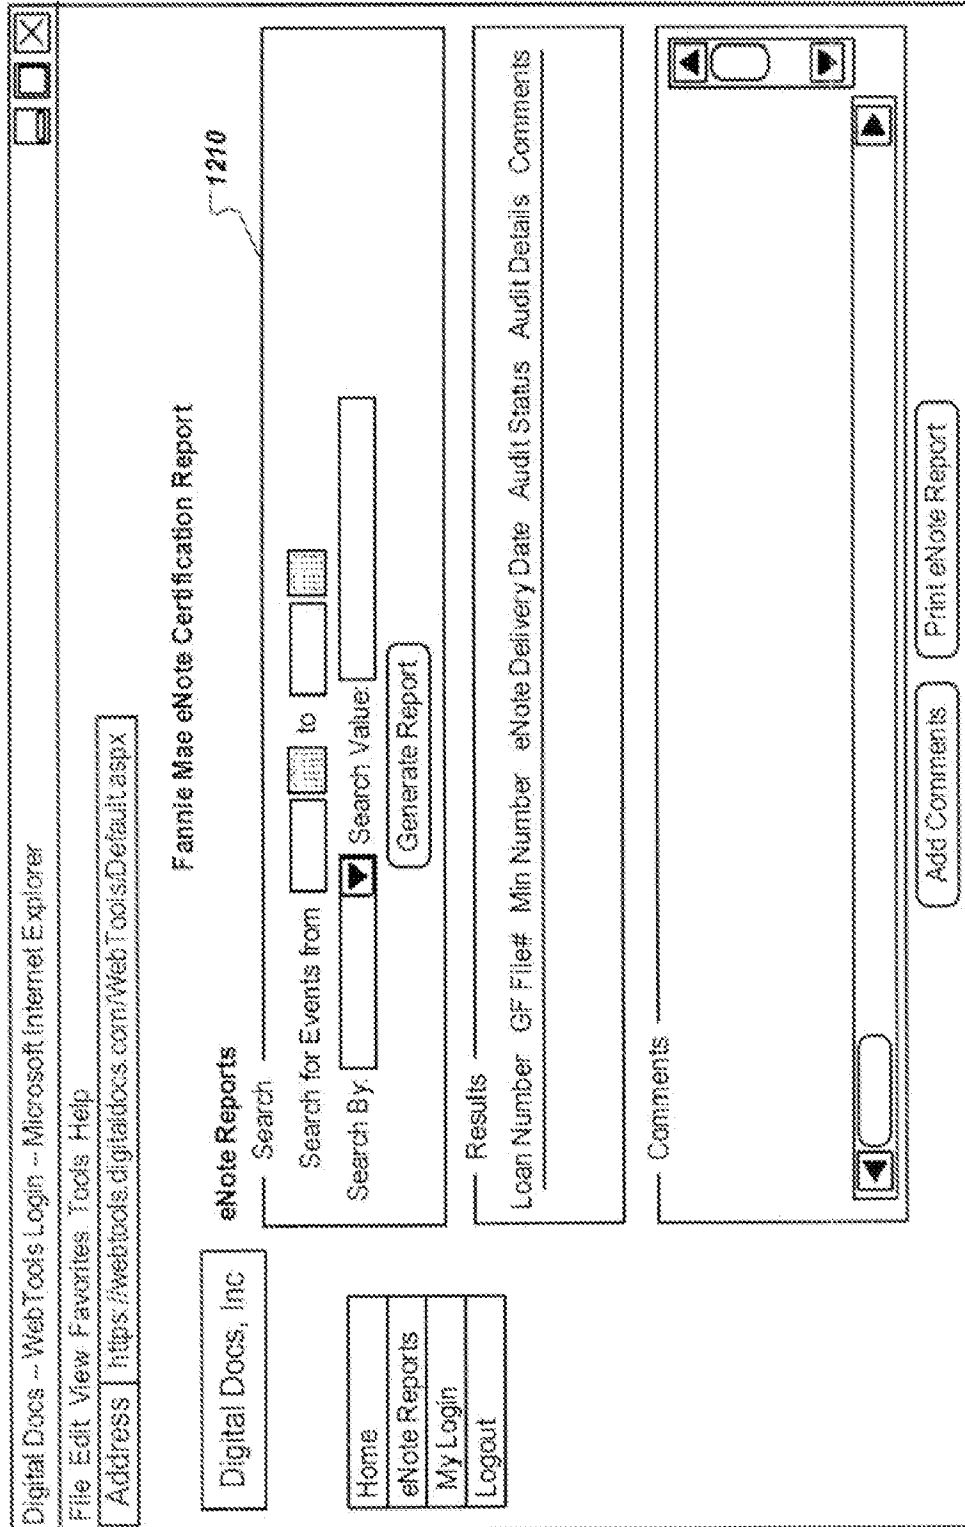 Digital Docs -- WebTools Login -- Microsoft Internet Explorer
File Edit View Favorites Tools Help
Address https://webtools.digitaldocs.com/WebToolsDefault.aspx
Digital Docs, Inc
Fannie Mae eNote Certification Report
Home
eNote Reports
My Login
Logout
eNote Reports
1210
Search
Search for Events from to
Search By: Search Value:
Generate Report
Results
Loan Number GF File# Min Number eNote Delivery Date Audit Status Audit Details Comments
Comments
Add Comments Print eNote Report